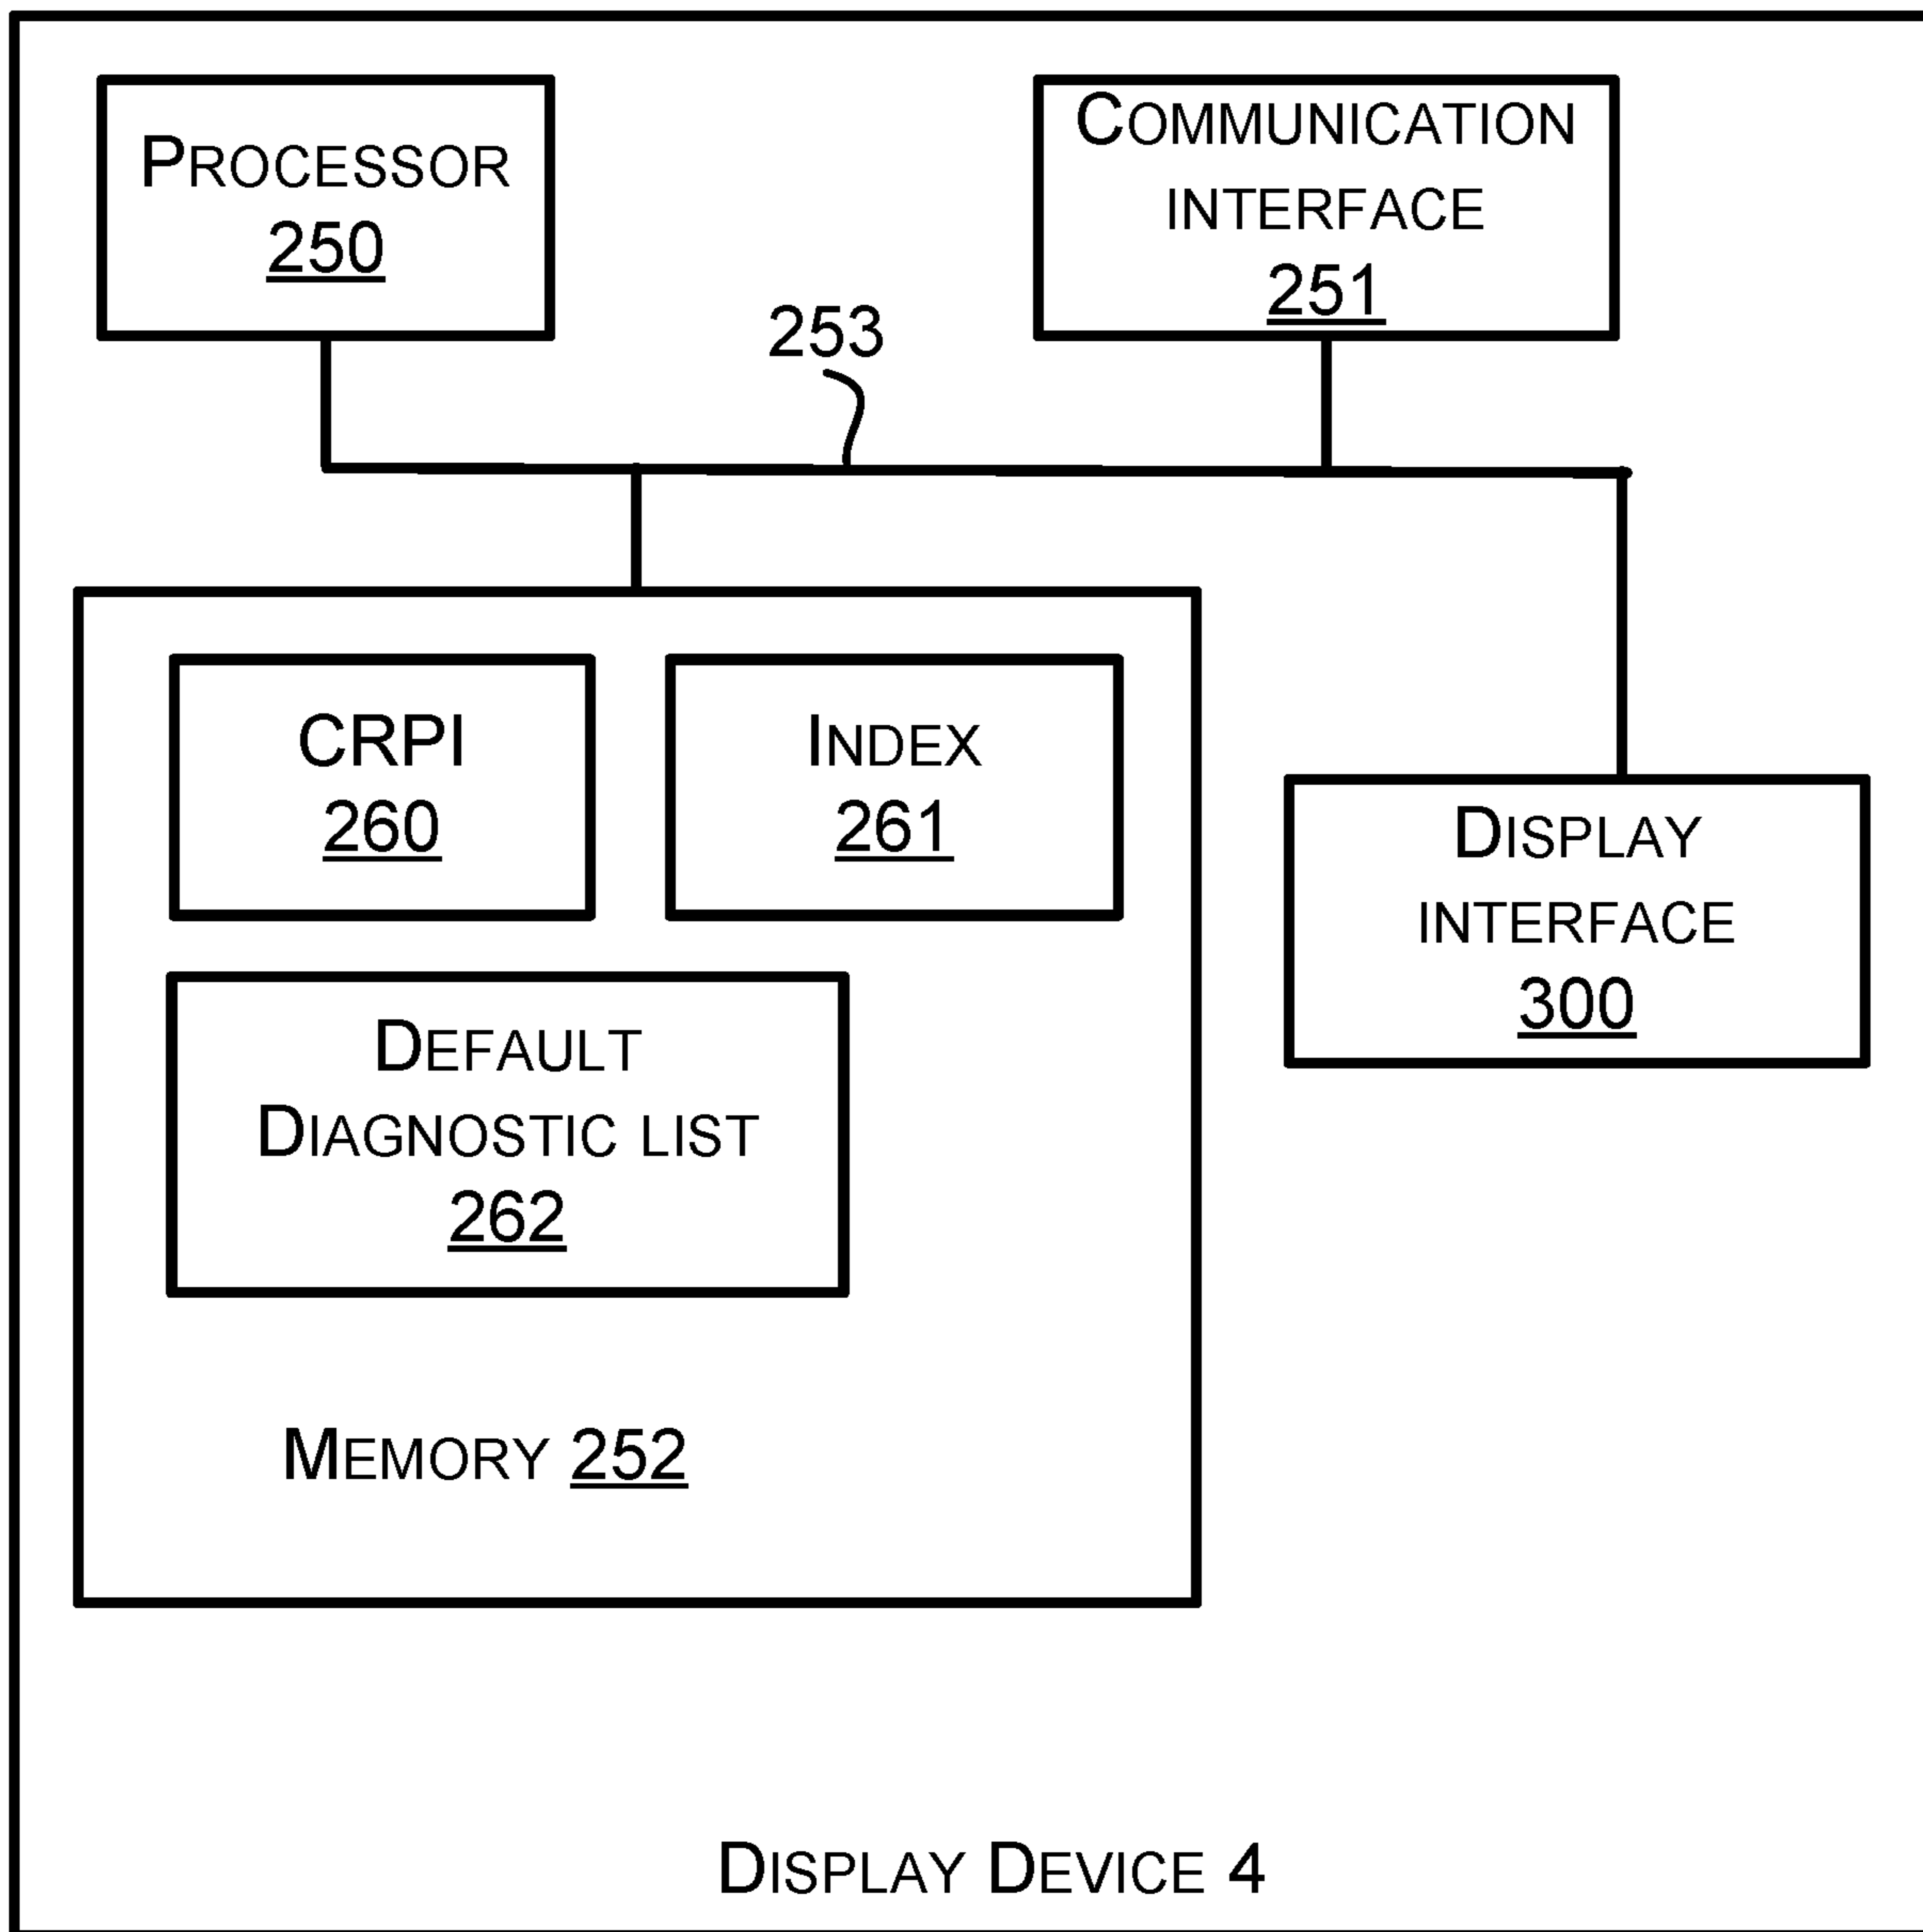 PROCESSOR
250
COMMUNICATION
INTERFACE
251
253
CRPI
260
INDEX
261
DISPLAY
INTERFACE
300
DEFAULT
DIAGNOSTIC LIST
262
MEMORY 252
DISPLAY DEVICE 4